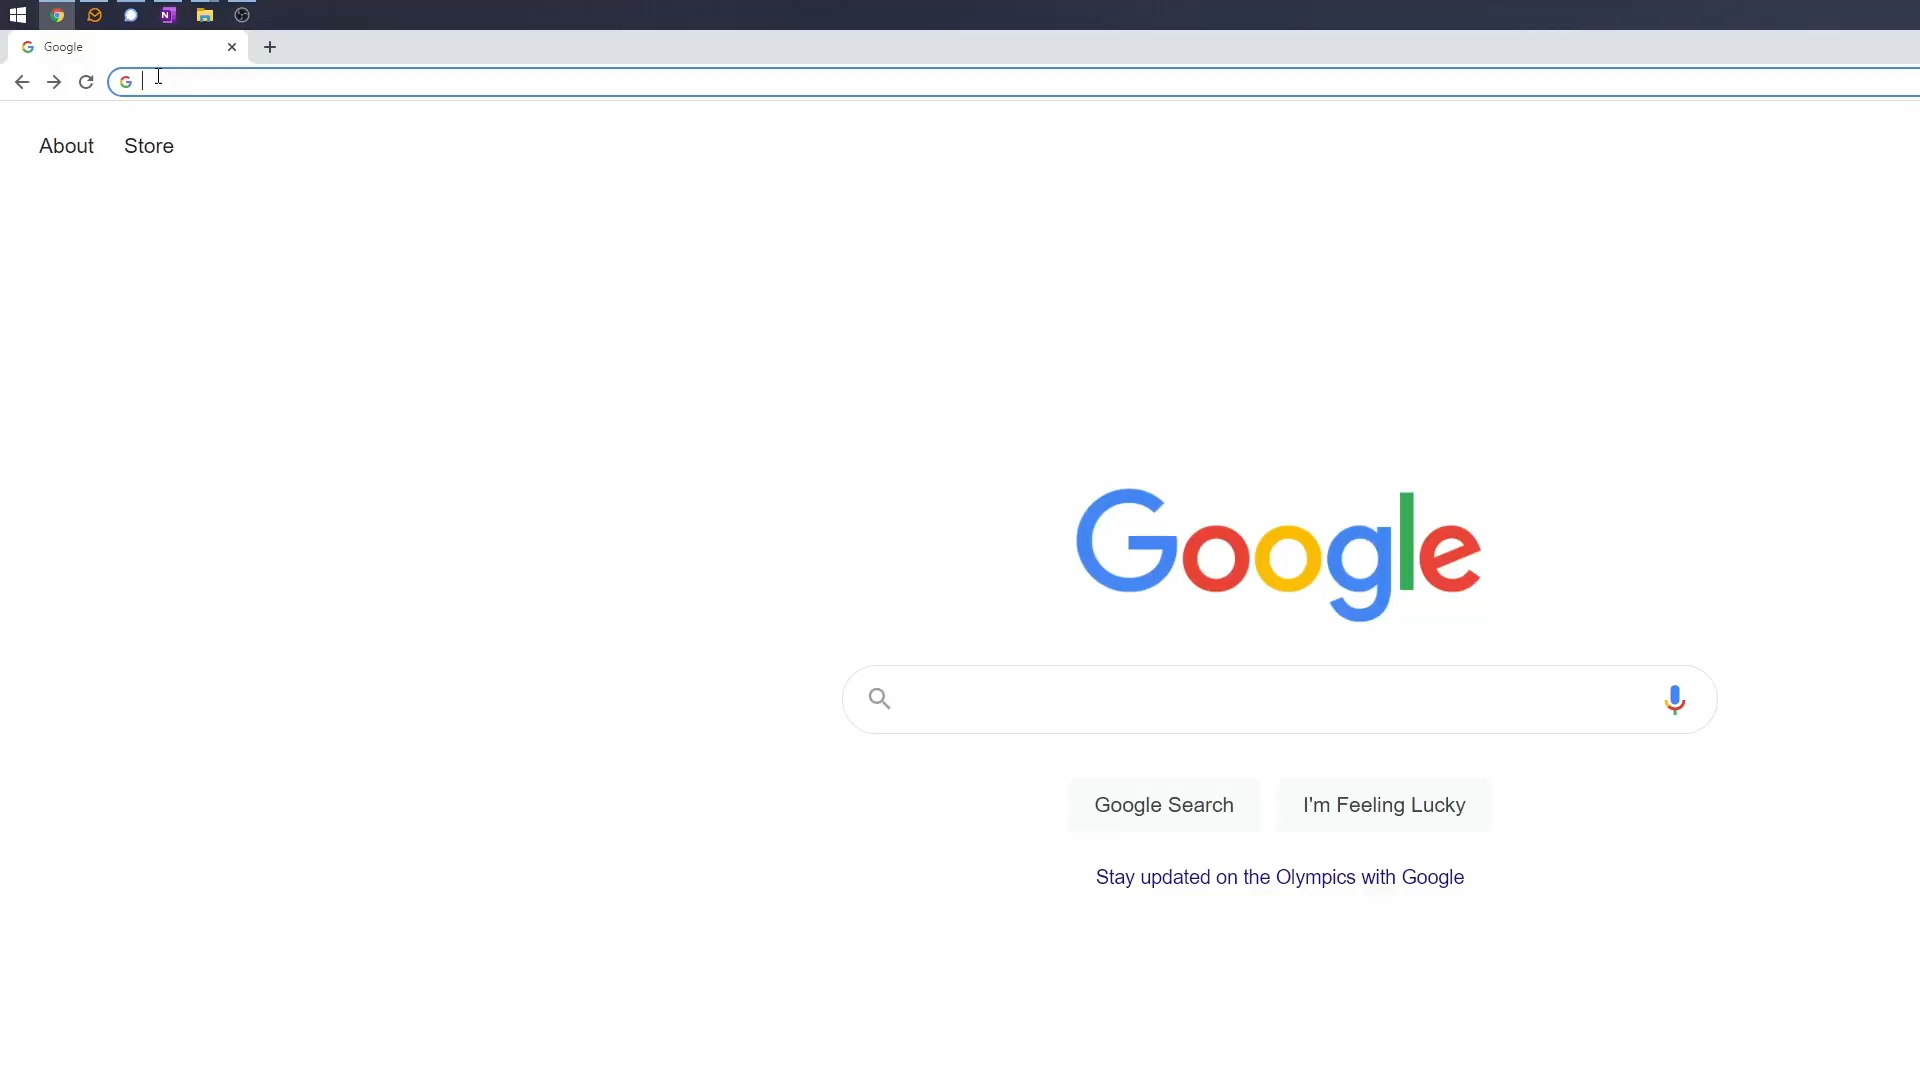 Google
About Store
Google
Google Search I'm Feeling Lucky
Stay updated on the Olympics with Google